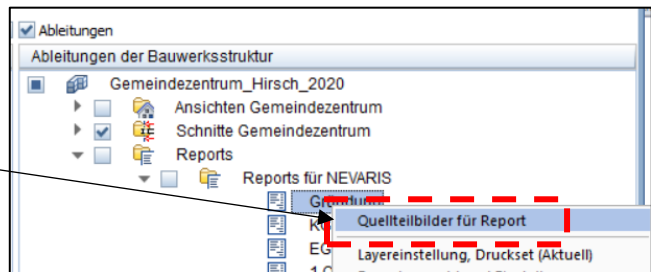 Ableitungen
Ableitungen der Bauwerksstruktur
Gemeindezentrum_Hirsch_2020
Ansichten Gemeindezentrum
Schnitte Gemeindezentrum
Reports
Reports für NEVARIS
Gründung
Quellteilbilder für Report
EG
Layereinstellung, Druckset (Aktuell)